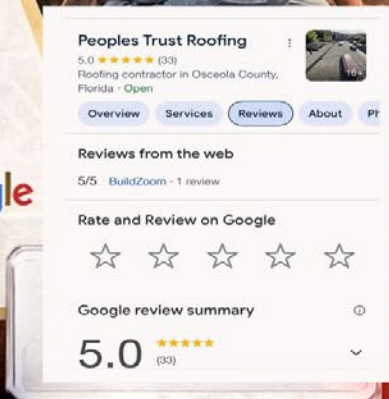 Peoples Trust Roofing
5.0 ★★★★★ (33)
Roofing contractor in Osceola County,
Florida · Open
16+
Overview Services Reviews About Ph
Reviews from the web
5/5 BuildZoom · 1 review
Rate and Review on Google
le
Google review summary
5.0 ★★★★★
(33)